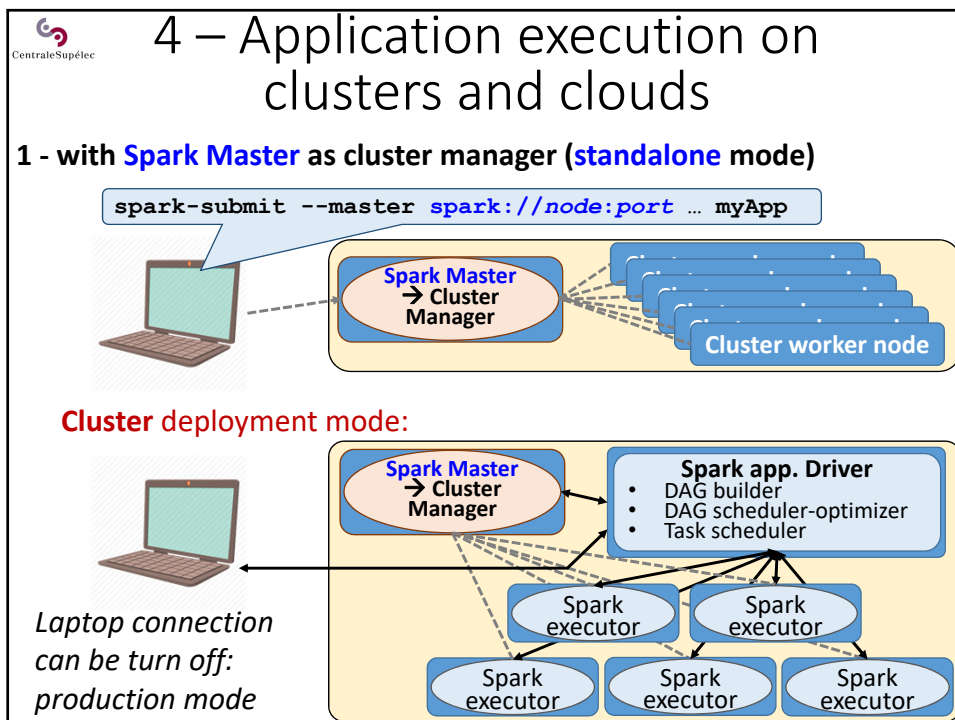 CentraleSupélec
4 – Application execution on
clusters and clouds
1 - with Spark Master as cluster manager (standalone mode)
spark-submit --master spark://node:port … myApp
Spark Master
→ Cluster
Manager
Cluster worker node
Cluster deployment mode:
Spark Master
→ Cluster
Manager
Spark app. Driver
• DAG builder
• DAG scheduler-optimizer
• Task scheduler
Laptop connection
can be turn off:
production mode
Spark
executor
Spark
executor
Spark
executor
Spark
executor
Spark
executor